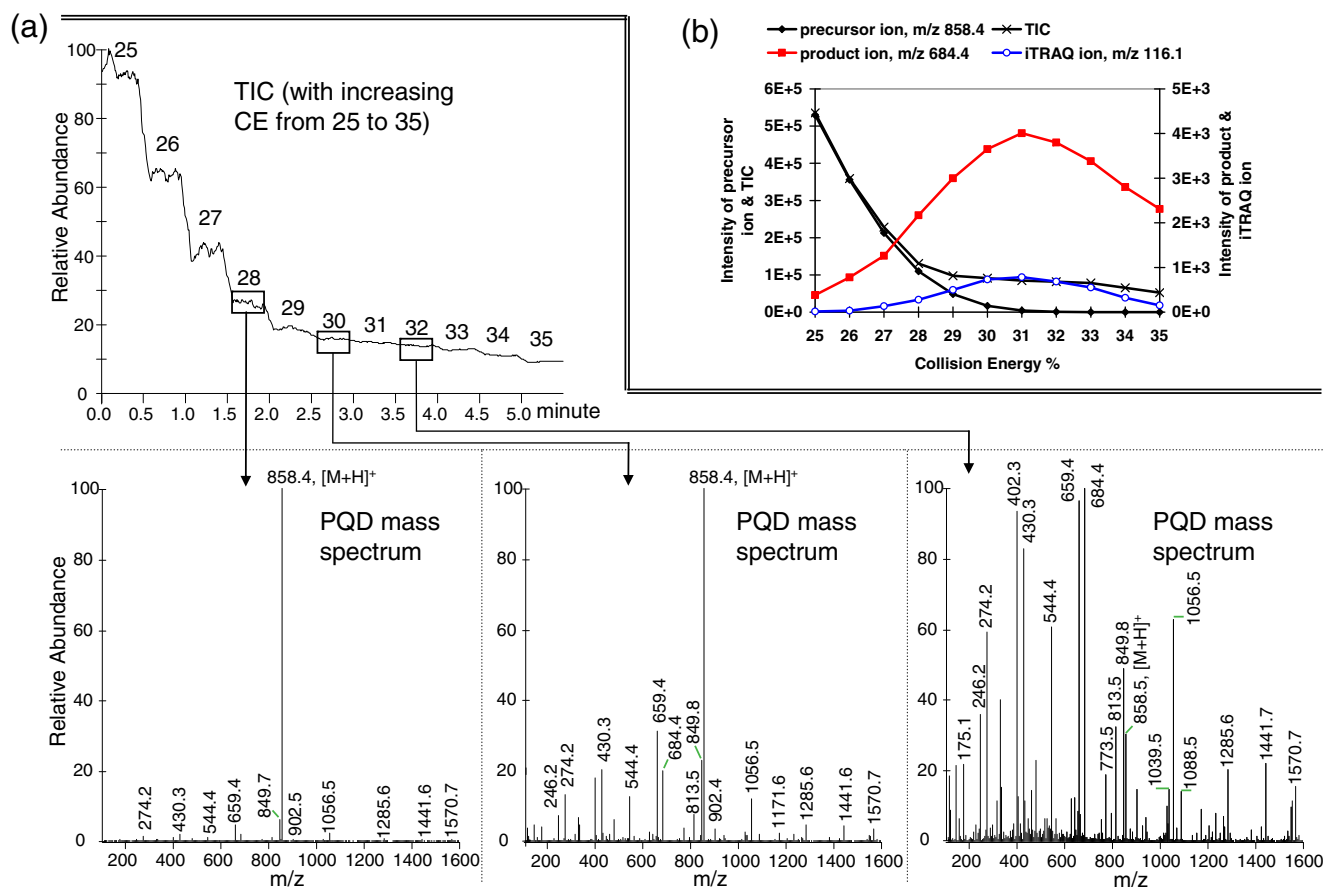 (a)
25
26
27
28
29
30
31
32
33
34
35
TIC (with increasing
CE from 25 to 35)
Relative Abundance
100
80
60
40
20
0
0.0 0.5 1.0 1.5 2.0 2.5 3.0 3.5 4.0 4.5 5.0 minute
(b)
precursor ion, m/z 858.4
TIC
product ion, m/z 684.4
iTRAQ ion, m/z 116.1
Intensity of precursor
ion & TIC
6E+5
5E+5
4E+5
3E+5
2E+5
1E+5
0E+0
5E+3
4E+3
3E+3
2E+3
1E+3
0E+0
Intensity of product &
iTRAQ ion
25 26 27 28 29 30 31 32 33 34 35
Collision Energy %
858.4, [M+H]+
PQD mass
spectrum
Relative Abundance
100
80
60
40
20
0
274.2
430.3
544.4
659.4
849.7
902.5
1056.5
1285.6
1441.6
1570.7
200 400 600 800 1000 1200 1400 1600
m/z
858.4, [M+H]+
PQD mass
spectrum
100
80
60
40
20
0
246.2
274.2
430.3
544.4
659.4
684.4
813.5
849.8
902.4
1056.5
1171.6
1285.6
1441.6
1570.7
200 400 600 800 1000 1200 1400 1600
m/z
PQD mass
spectrum
100
80
60
40
20
0
175.1
246.2
274.2
402.3
430.3
544.4
659.4
684.4
773.5
813.5
849.8
858.5, [M+H]+
1039.5
1056.5
1088.5
1285.6
1441.7
1570.7
200 400 600 800 1000 1200 1400 1600
m/z